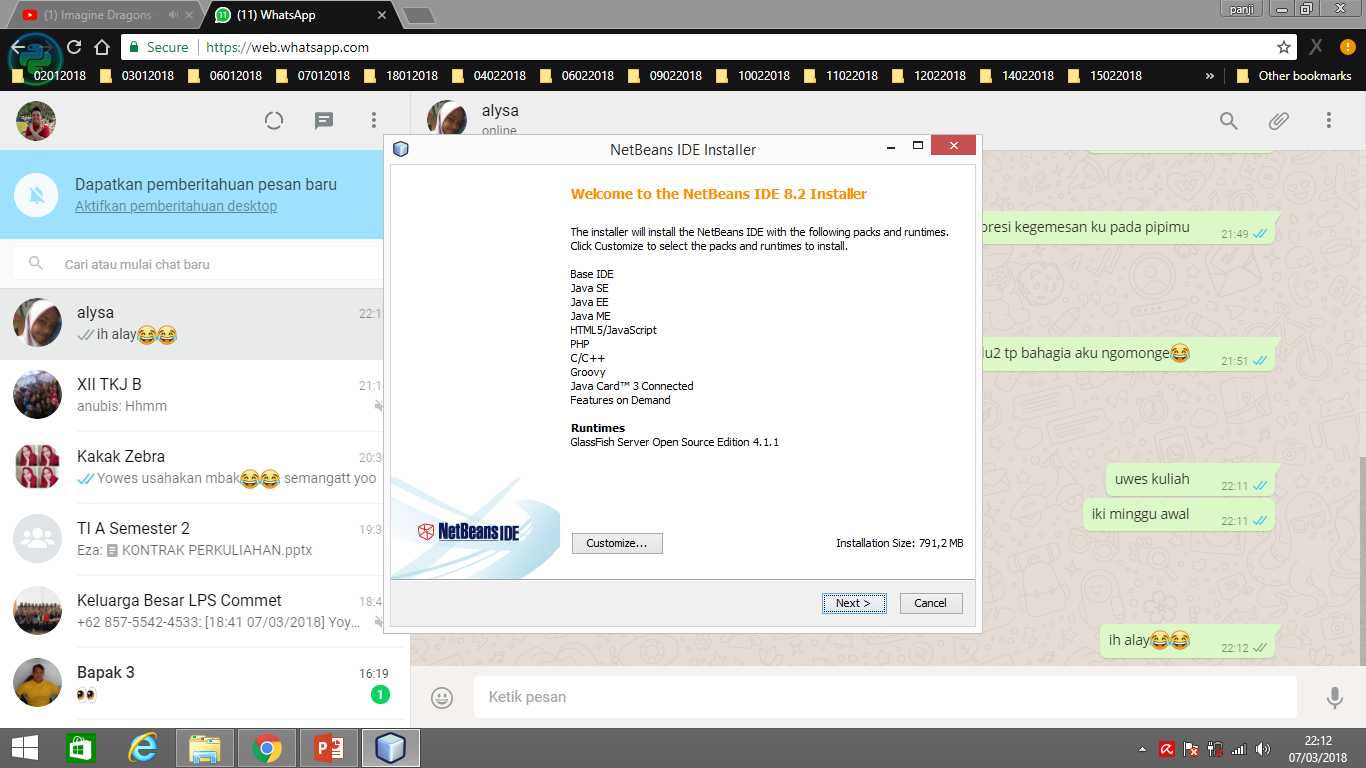 (1) Imagine Dragons
(11) WhatsApp
panji
Secure
https://web.whatsapp.com
02012018
03012018
06012018
07012018
18012018
04022018
06022018
09022018
10022018
11022018
12022018
14022018
15022018
»
Other bookmarks
Dapatkan pemberitahuan pesan baru
Aktifkan pemberitahuan desktop
Cari atau mulai chat baru
alysa
ih alay😂😂
XII TKJ B
anubis: Hhmm
Kakak Zebra
Yowes usahakan mbak😂😂 semangatt yoo
TI A Semester 2
19:3
Eza: KONTRAK PERKULIAHAN.pptx
Keluarga Besar LPS Commet
18:4
+62 857-5542-4533: [18:41 07/03/2018] Yoy...
Bapak 3
16:19
👀
1
alysa
online
NetBeans IDE Installer
Welcome to the NetBeans IDE 8.2 Installer
The installer will install the NetBeans IDE with the following packs and runtimes.
Click Customize to select the packs and runtimes to install.
Base IDE
Java SE
Java EE
Java ME
HTML5/JavaScript
PHP
C/C++
Groovy
Java Card™ 3 Connected
Features on Demand
Runtimes
GlassFish Server Open Source Edition 4.1.1
NetBeans IDE
Customize...
Installation Size: 791,2 MB
Next >
Cancel
kegemesan ku pada pipimu
21:49
tp bahagia aku ngomonge😂
21:51
uwes kuliah
22:11
iki minggu awal
22:11
ih alay😂😂
22:12
Ketik pesan
22:12
07/03/2018